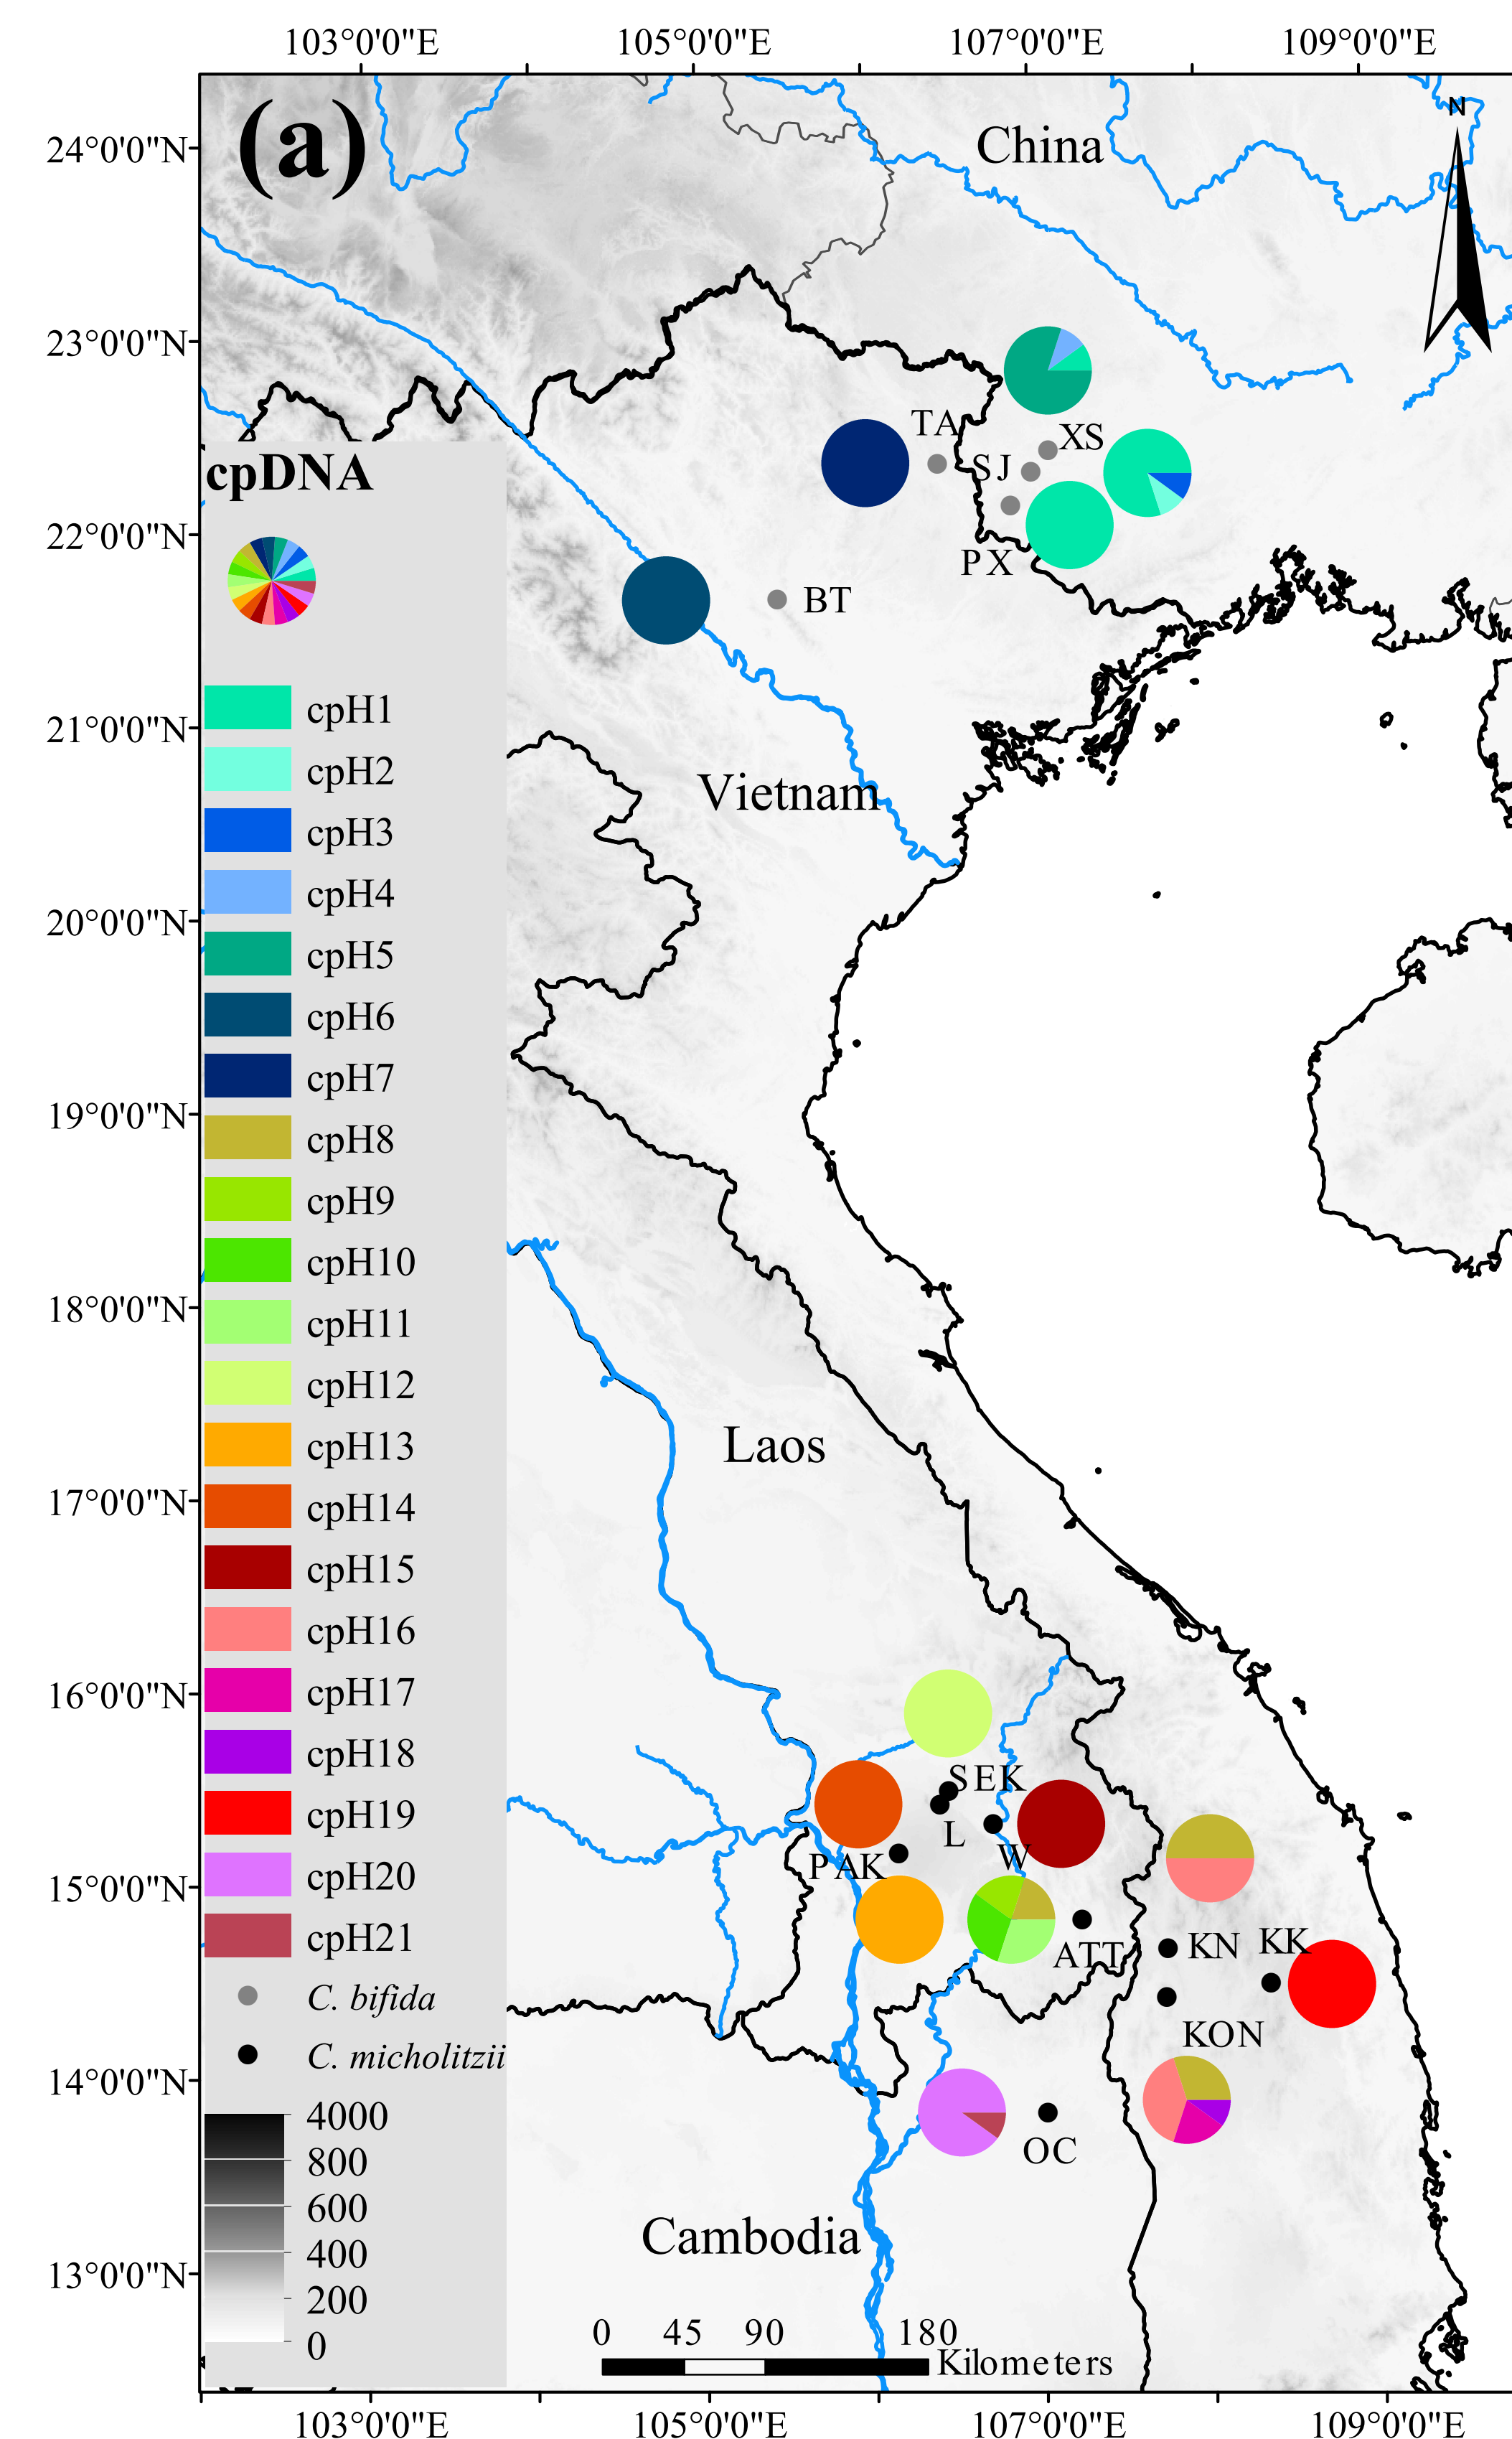 103°0'0"E 105°0'0"E 107°0'0"E 109°0'0"E
(a)
N
China
24°0'0"N
23°0'0"N
22°0'0"N
21°0'0"N
20°0'0"N
19°0'0"N
18°0'0"N
17°0'0"N
16°0'0"N
15°0'0"N
14°0'0"N
13°0'0"N
TA
XS
SJ
PX
BT
Vietnam
Laos
SEK
L
W
PAK
ATT
KN
KK
KON
OC
Cambodia
cpDNA
cpH1
cpH2
cpH3
cpH4
cpH5
cpH6
cpH7
cpH8
cpH9
cpH10
cpH11
cpH12
cpH13
cpH14
cpH15
cpH16
cpH17
cpH18
cpH19
cpH20
cpH21
C. bifida
C. micholitzii
4000
800
600
400
200
0
0 45 90 180
Kilometers
103°0'0"E 105°0'0"E 107°0'0"E 109°0'0"E